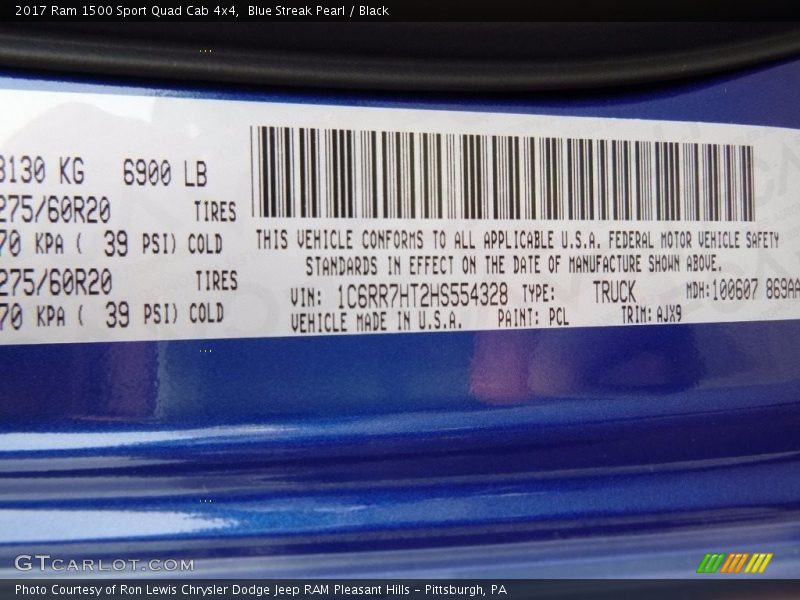 2017 Ram 1500 Sport Quad Cab 4x4,  Blue Streak Pearl / Black
3130 KG 6900 LB
275/60R20 TIRES
70 KPA ( 39 PSI) COLD
275/60R20 TIRES
70 KPA ( 39 PSI) COLD
THIS VEHICLE CONFORMS TO ALL APPLICABLE U.S.A. FEDERAL MOTOR VEHICLE SAFETY
STANDARDS IN EFFECT ON THE DATE OF MANUFACTURE SHOWN ABOVE.
VIN: 1C6RR7HT2HS554328 TYPE: TRUCK MDH:100607 869AA
VEHICLE MADE IN U.S.A. PAINT: PCL TRIM: AJX9
GTCARLOT.COM
Photo Courtesy of Ron Lewis Chrysler Dodge Jeep RAM Pleasant Hills - Pittsburgh, PA